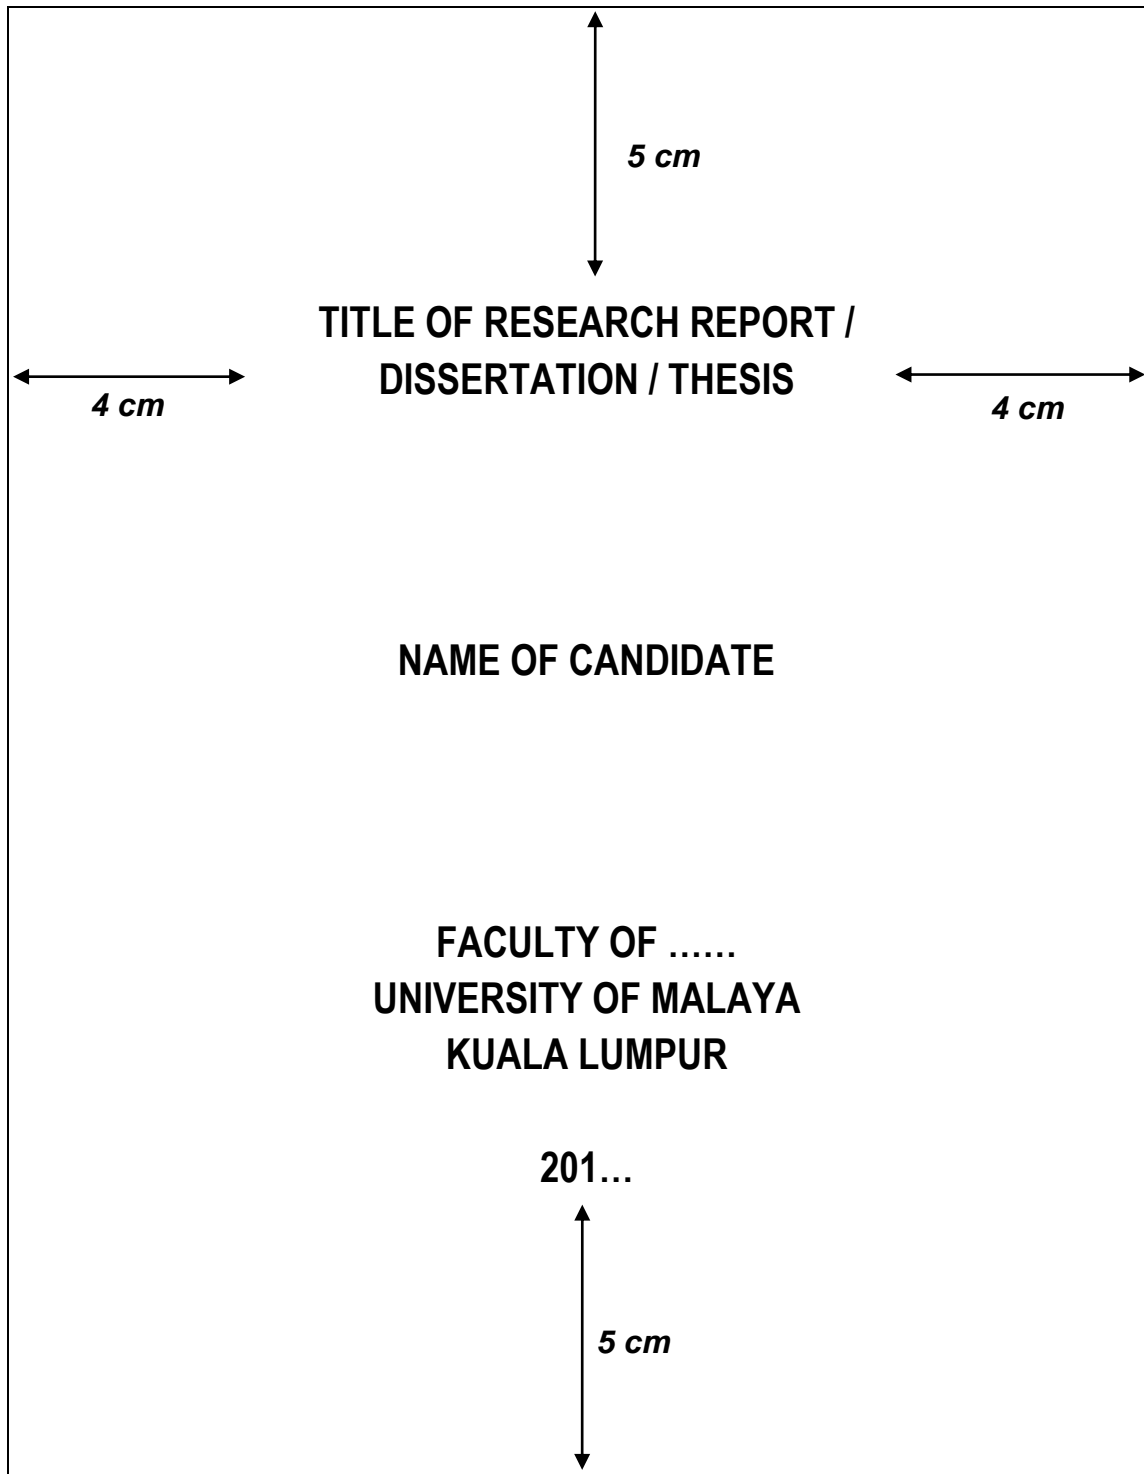 5 cm
TITLE OF RESEARCH REPORT /
DISSERTATION / THESIS
4 cm
4 cm
NAME OF CANDIDATE
FACULTY OF ......
UNIVERSITY OF MALAYA
KUALA LUMPUR
201...
5 cm